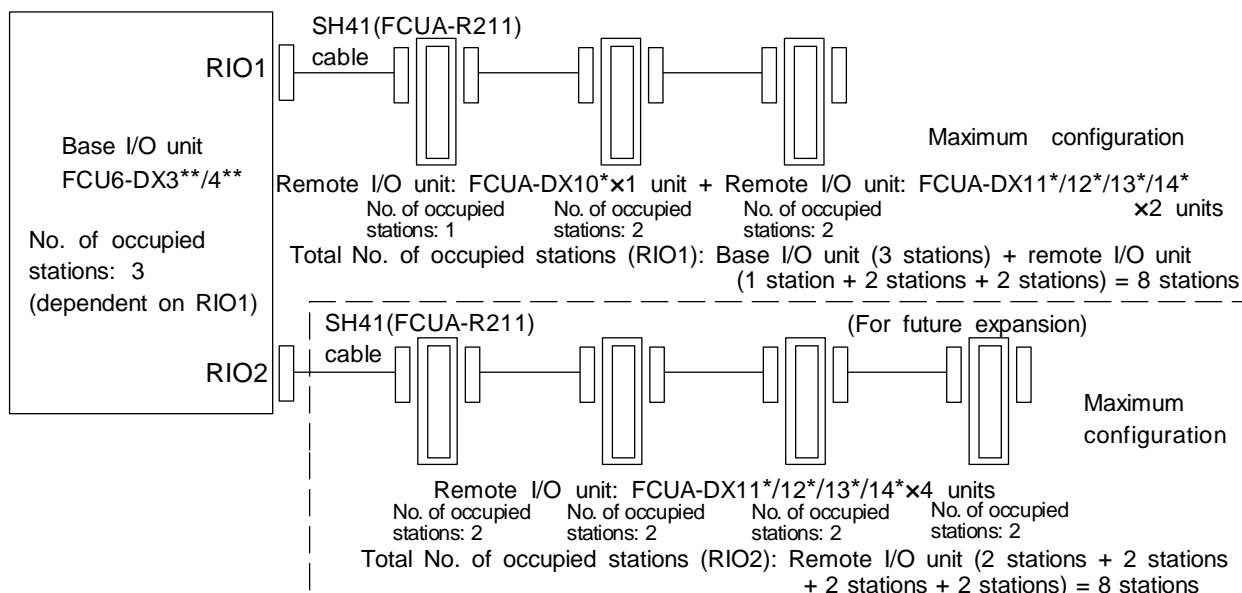 SH41(FCUA-R211)
cable
RIO1
Base I/O unit
FCU6-DX3**/4**
No. of occupied
stations: 3
(dependent on RIO1)
Maximum configuration
Remote I/O unit: FCUA-DX10*×1 unit + Remote I/O unit: FCUA-DX11*/12*/13*/14*
×2 units
No. of occupied
stations: 1
No. of occupied
stations: 2
No. of occupied
stations: 2
Total No. of occupied stations (RIO1): Base I/O unit (3 stations) + remote I/O unit
(1 station + 2 stations + 2 stations) = 8 stations
SH41(FCUA-R211)
cable
(For future expansion)
RIO2
Maximum
configuration
Remote I/O unit: FCUA-DX11*/12*/13*/14*×4 units
No. of occupied
stations: 2
No. of occupied
stations: 2
No. of occupied
stations: 2
No. of occupied
stations: 2
Total No. of occupied stations (RIO2): Remote I/O unit (2 stations + 2 stations
+ 2 stations + 2 stations) = 8 stations